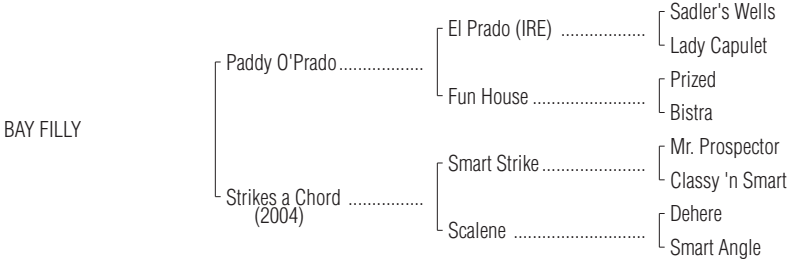 Sadler's Wells
El Prado (IRE) ..................
Lady Capulet
Paddy O'Prado..................
Prized
Fun House ........................
Bistra
BAY FILLY
Mr. Prospector
Smart Strike......................
Classy 'n Smart
Strikes a Chord ................
(2004)
Dehere
Scalene ............................
Smart Angle